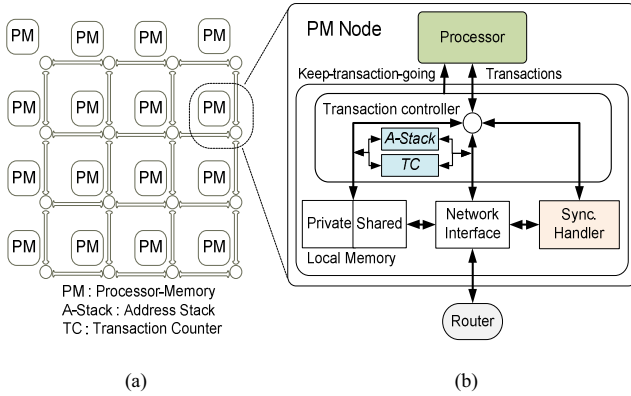 PM PM PM PM
PM PM PM PM
PM PM PM PM
PM PM PM PM
PM : Processor-Memory
A-Stack : Address Stack
TC : Transaction Counter
(a)
PM Node
Processor
Keep-transaction-going
Transactions
Transaction controller
A-Stack
TC
Private
Shared
Local Memory
Network
Interface
Sync.
Handler
Router
(b)